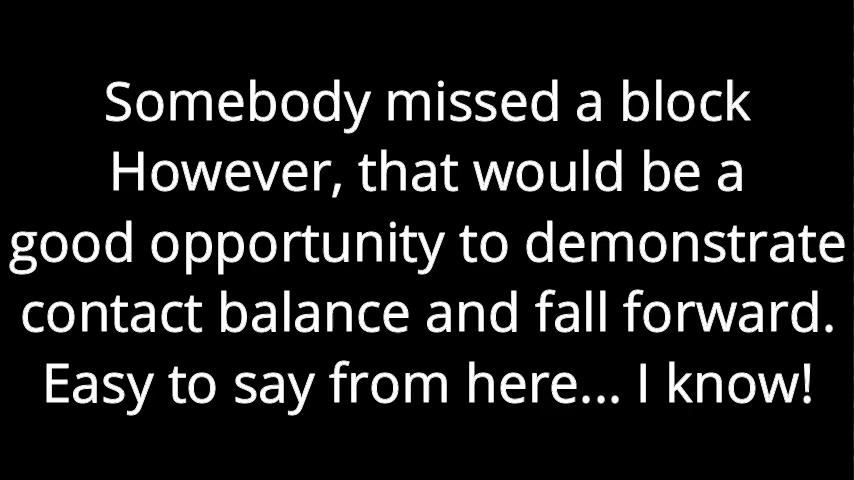 Somebody missed a block
However, that would be a
good opportunity to demonstrate
contact balance and fall forward.
Easy to say from here... I know!